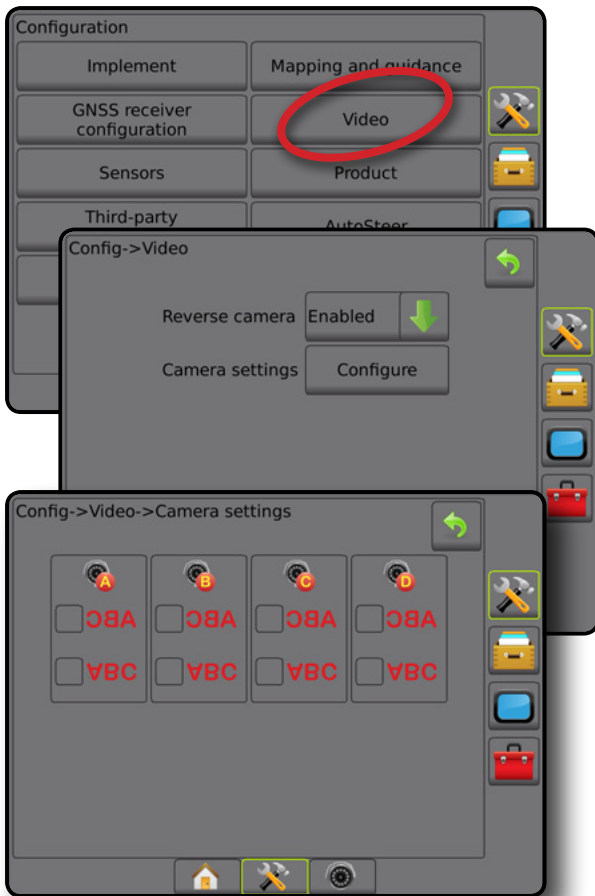 Configuration
Implement
Mapping and guidance
GNSS receiver
configuration
Video
Sensors
Product
Third-party
AutoSteer
Config->Video
Reverse camera
Enabled
Camera settings
Configure
Config->Video->Camera settings
A
B
C
D
ABC
ABC
ABC
ABC
ABC
ABC
ABC
ABC